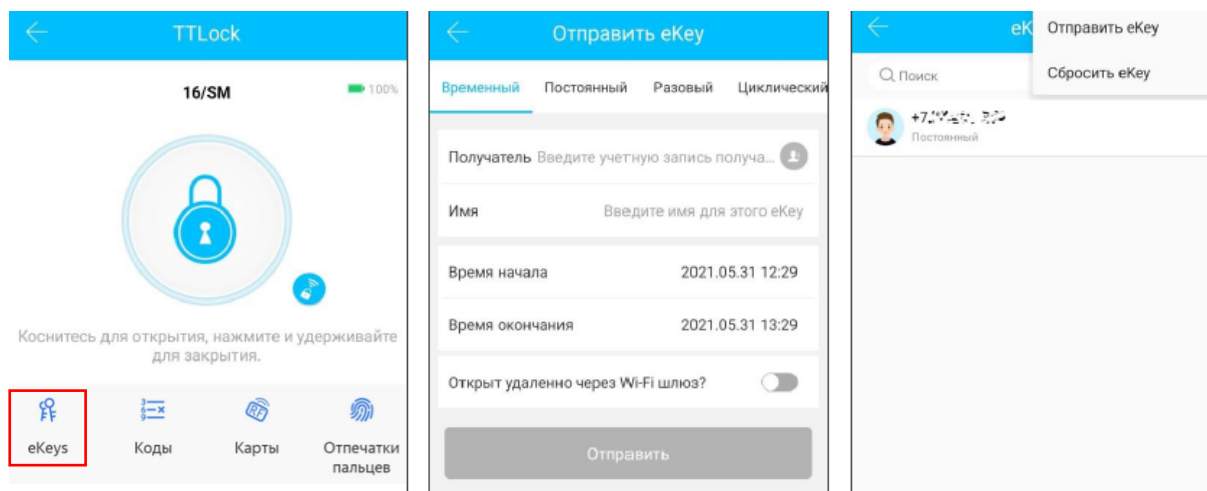 TTLock
16/SM
100%
Коснитесь для открытия, нажмите и удерживайте
для закрытия.
eKeys
Коды
Карты
Отпечатки
пальцев
Отправить eKey
Временный Постоянный Разовый Циклический
Получатель Введите учетную запись получа...
Имя Введите имя для этого eKey
Время начала 2021.05.31 12:29
Время окончания 2021.05.31 13:29
Открыт удаленно через Wi-Fi шлюз?
Отправить
eK
Отправить eKey
Сбросить eKey
Поиск
+7
Постоянный